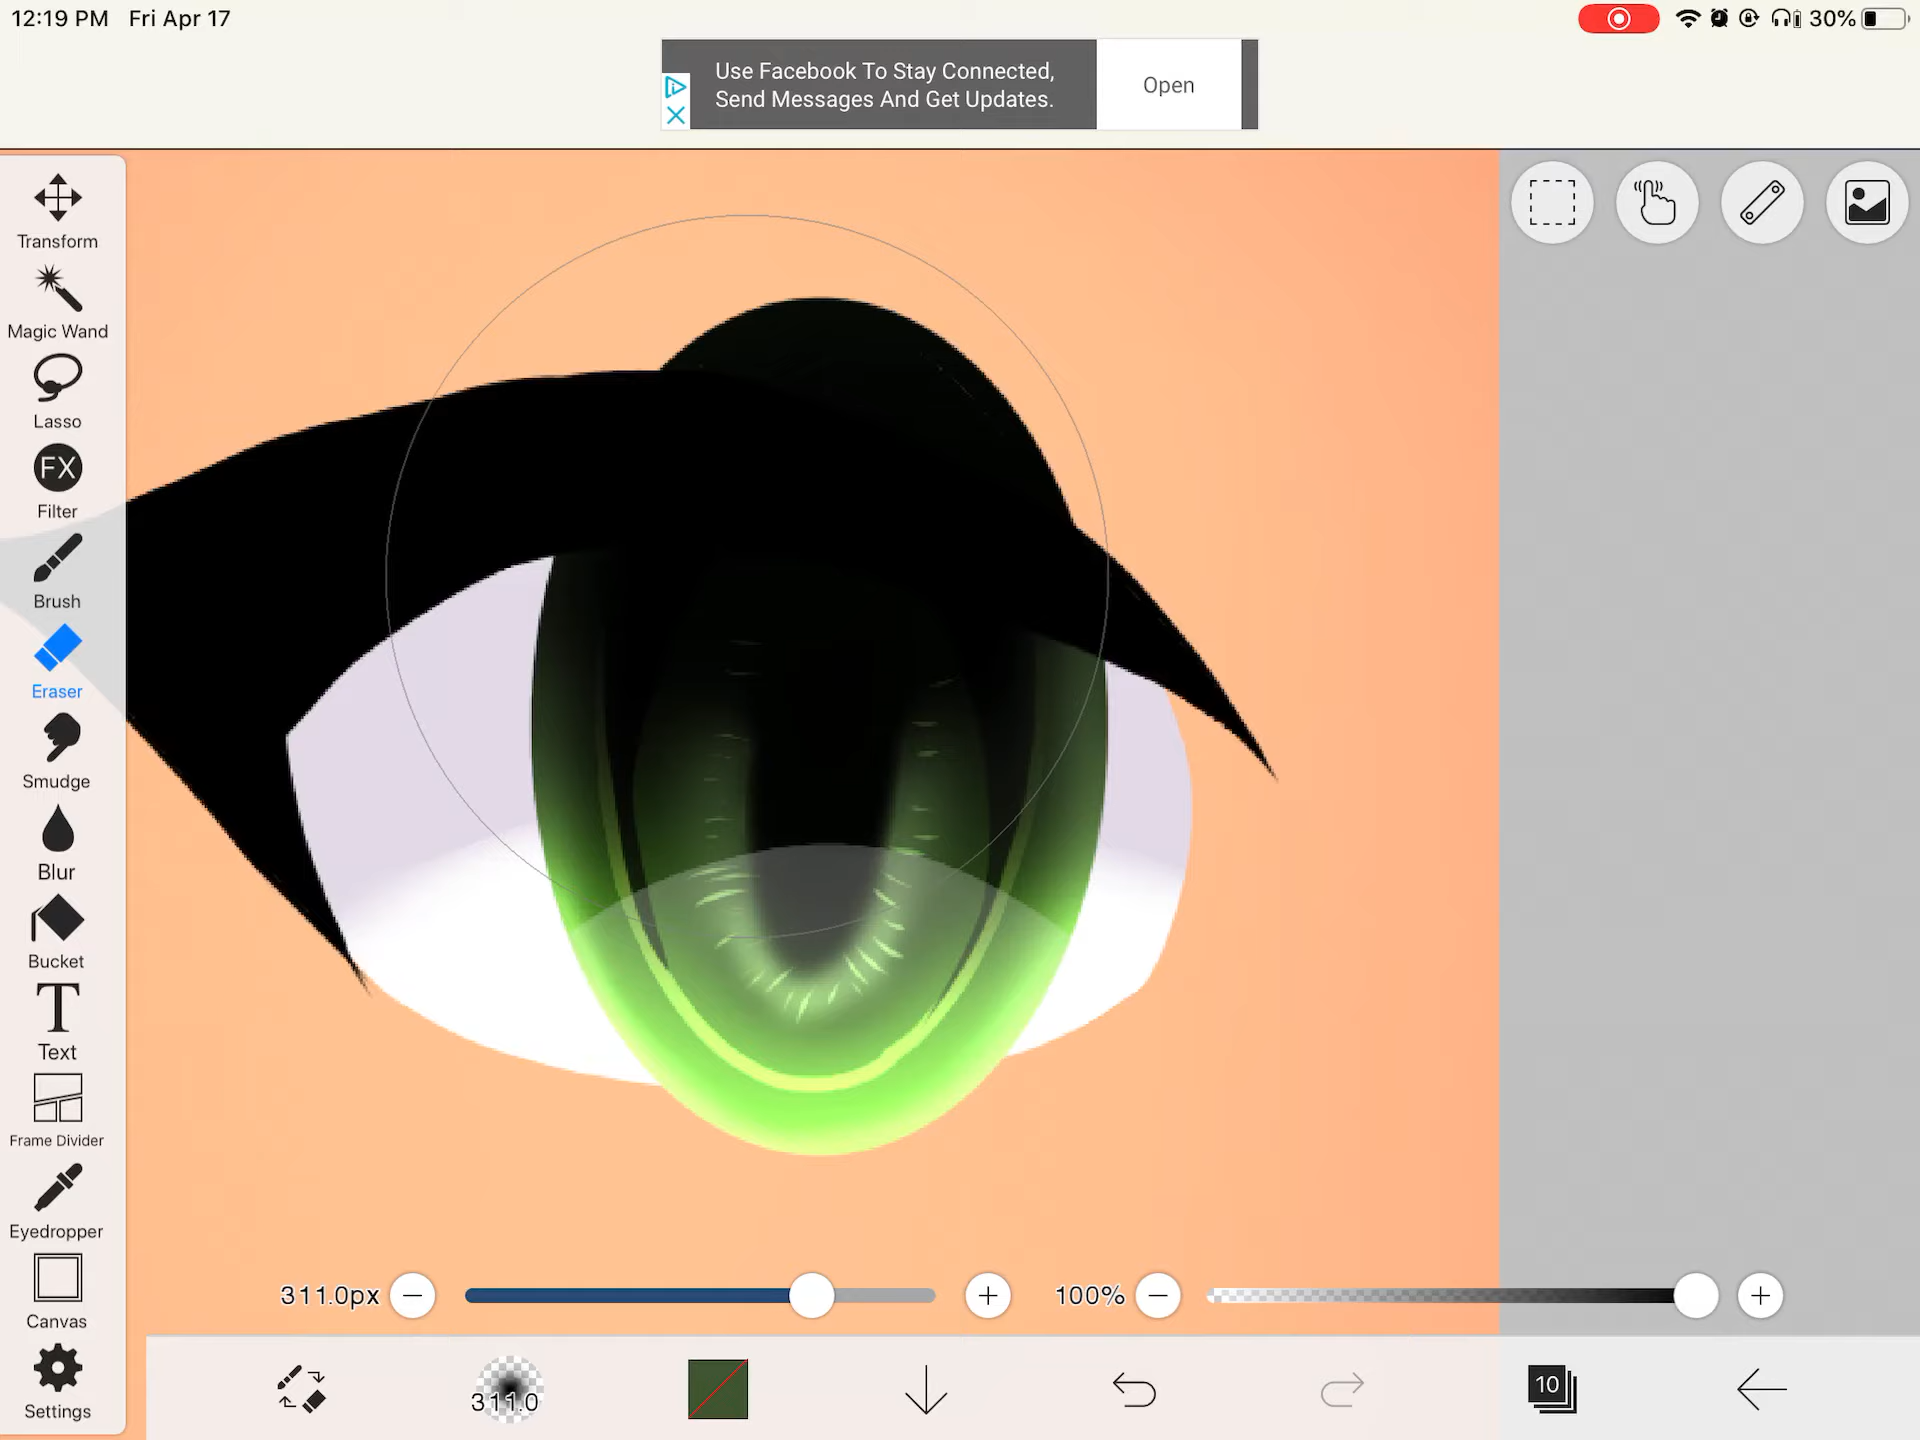 12:19 PM Fri Apr 17
30%
Use Facebook To Stay Connected,
Send Messages And Get Updates.
Open
Transform
Magic Wand
Lasso
FX
Filter
Brush
Eraser
Smudge
Blur
Bucket
T
Text
Frame Divider
Eyedropper
Canvas
Settings
311.0px
100%
311.0
10